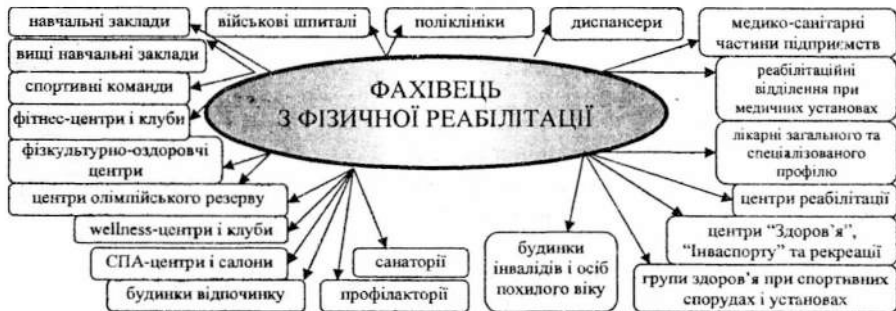 навчальні заклади
військові шпиталі
поліклініки
диспансери
медико-санітарні
частини підприємств
вищі навчальні заклади
спортивні команди
фітнес-центри і клуби
фізкультурно-оздоровчі
центри
центри олімпійського резерву
wellness-центри і клуби
СПА-центри і салони
будинки відпочинку
ФАХІВЕЦЬ
З ФІЗИЧНОЇ РЕАБІЛІТАЦІЇ
санаторії
профілакторії
будинки
інвалідів і осіб
похилого віку
реабілітаційні
відділення при
медичних установах
лікарні загального та
спеціалізованого
профілю
центри реабілітації
центри "Здоров'я",
"Інваспорту" та рекреації
групи здоров'я при спортивних
спорудах і установах